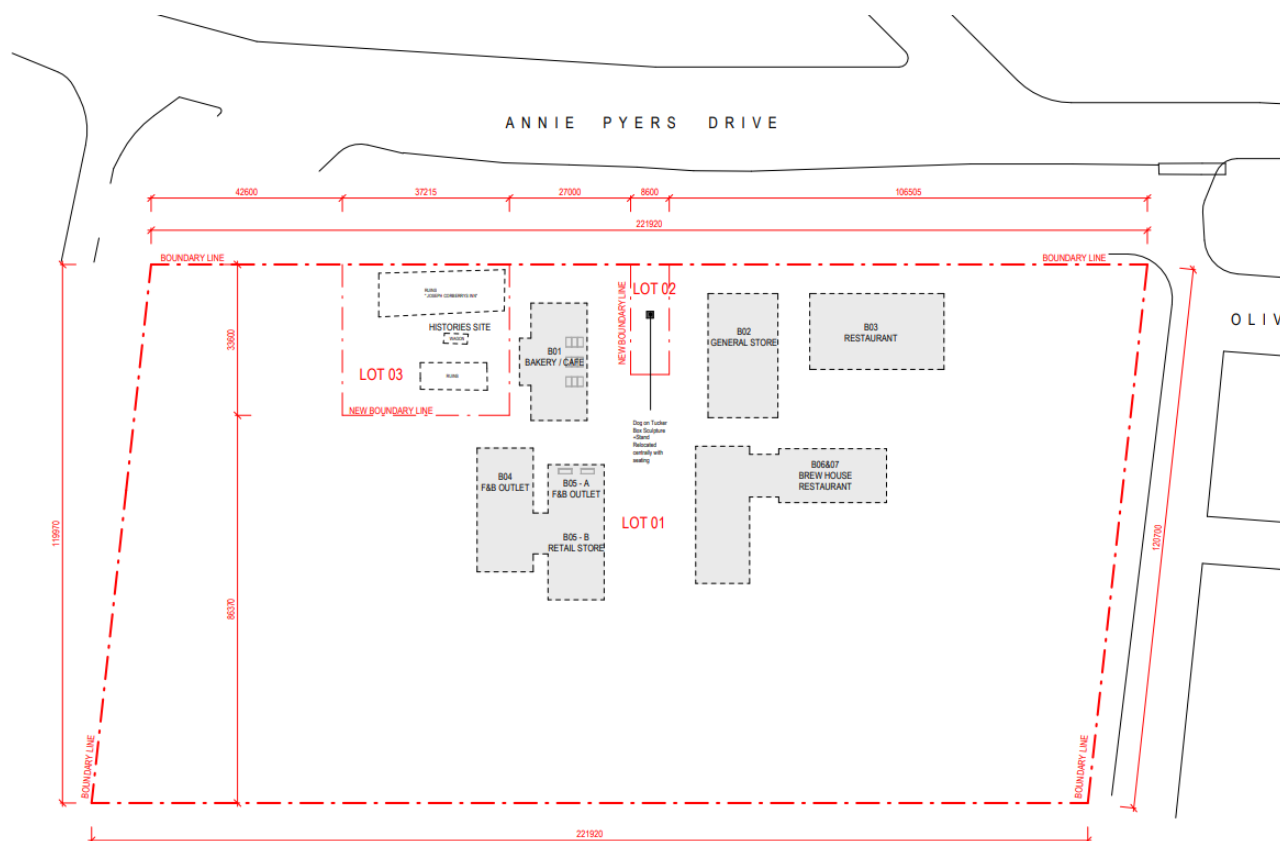 ANNIE PYERS DRIVE
42600
37215
27000
8600
106505
221920
BOUNDARY LINE
BOUNDARY LINE
OLIV
RUINS
HISTORIES SITE
WAGON
RUINS
LOT 03
NEW BOUNDARY LINE
33600
B01
BAKERY / CAFE
NEW BOUNDARY LINE
LOT 02
B02
GENERAL STORE
B03
RESTAURANT
Dog on Tucker
Box Sculpture
+Stand
Relocated
centrally with
seating
B04
F&B OUTLET
B05 - A
F&B OUTLET
B05 - B
RETAIL STORE
LOT 01
B06&07
BREW HOUSE
RESTAURANT
119970
86370
120700
BOUNDARY LINE
BOUNDARY LINE
221920